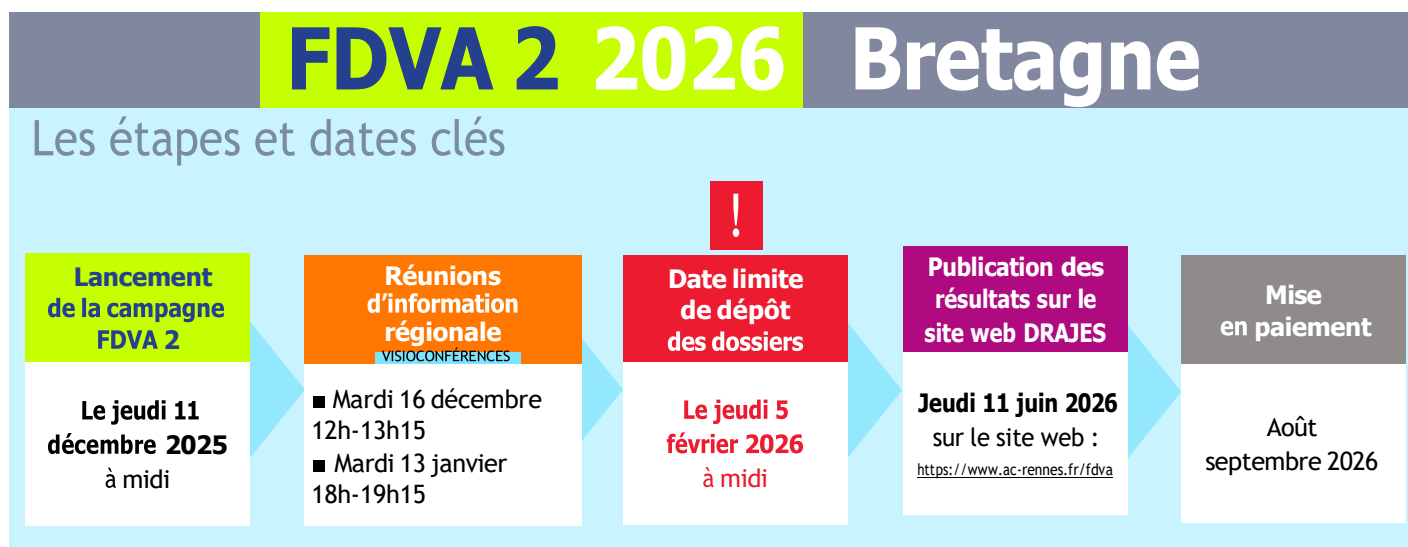 FDVA 2 2026 Bretagne
Les étapes et dates clés
!
Lancement
de la campagne
FDVA 2
Le jeudi 11
décembre 2025
à midi
Réunions
d'information
régionale
VISIOCONFÉRENCES
■ Mardi 16 décembre
12h-13h15
■ Mardi 13 janvier
18h-19h15
Date limite
de dépôt
des dossiers
Le jeudi 5
février 2026
à midi
Publication des
résultats sur le
site web DRAJES
Jeudi 11 juin 2026
sur le site web :
https://www.ac-rennes.fr/fdva
Mise
en paiement
Août
septembre 2026